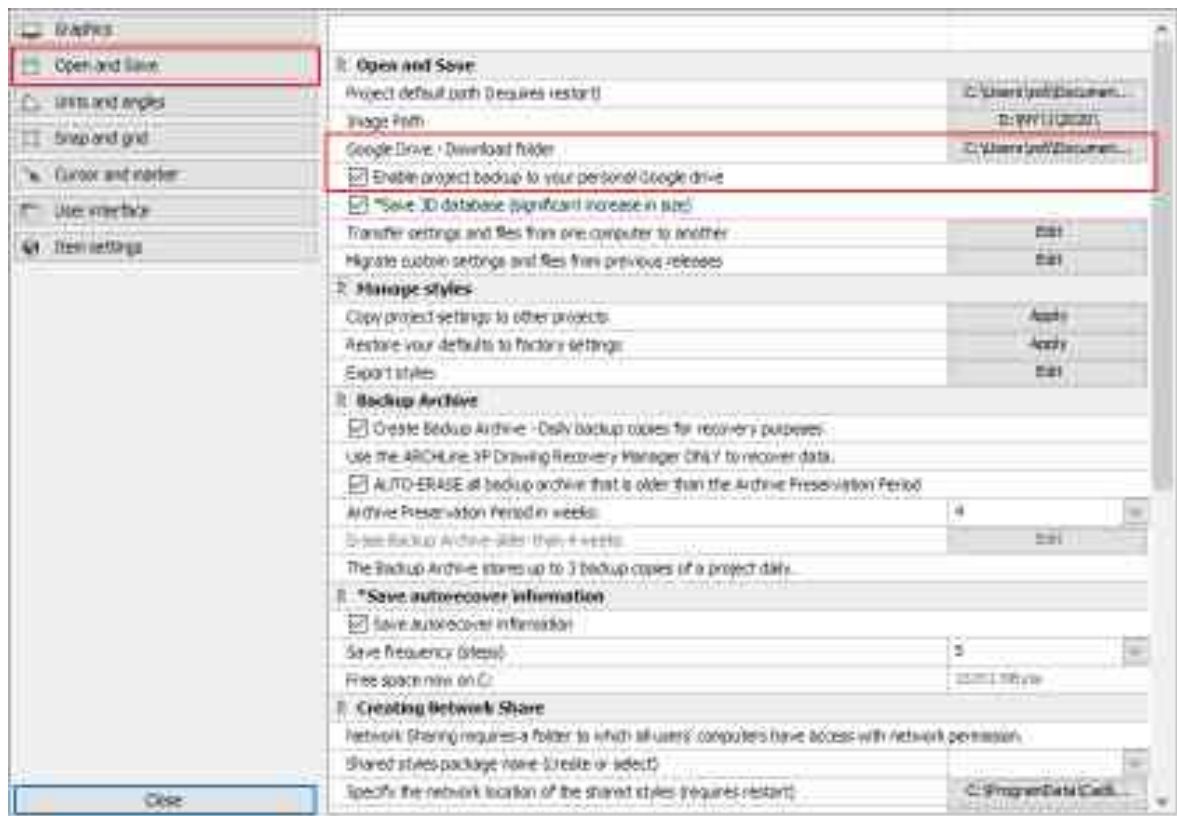 Graphics
Open and Save
Units and angles
Snap and grid
Cursor and marker
User interface
Item settings
Close
Open and Save
Project default path (requires restart) C:\Users\
Image Path
Google Drive - Download folder C:\Users\
Enable project backup to your personal Google drive
*Save 3D database (significant increase in size)
Transfer settings and files from one computer to another Edit
Migrate custom settings and files from previous releases Edit
Manage styles
Copy project settings to other projects Apply
Restore your defaults to factory settings Apply
Export styles Edit
Backup Archive
Create Backup Archive - Daily backup copies for recovery purposes
Use the ARCHLine.XP Drawing Recovery Manager ONLY to recover data.
AUTO-ERASE all backup archive that is older than the Archive Preservation Period
Archive Preservation Period in weeks: 4
Erase Backup Archive older than 4 weeks Edit
The Backup Archive stores up to 3 backup copies of a project daily.
*Save autorecover information
Save autorecover information
Save frequency (steps) 5
Free space now on C:
Creating Network Share
Network Sharing requires a folder to which all users' computers have access with network permission.
Shared styles package name (create or select)
Specify the network location of the shared styles (requires restart) C:\ProgramData\Cadli...